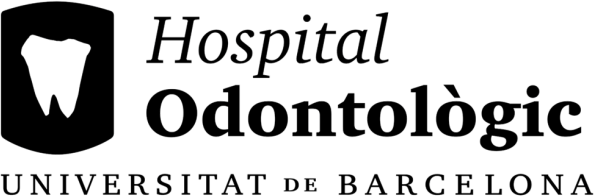 Hospital
Odontològic
UNIVERSITAT DE BARCELONA